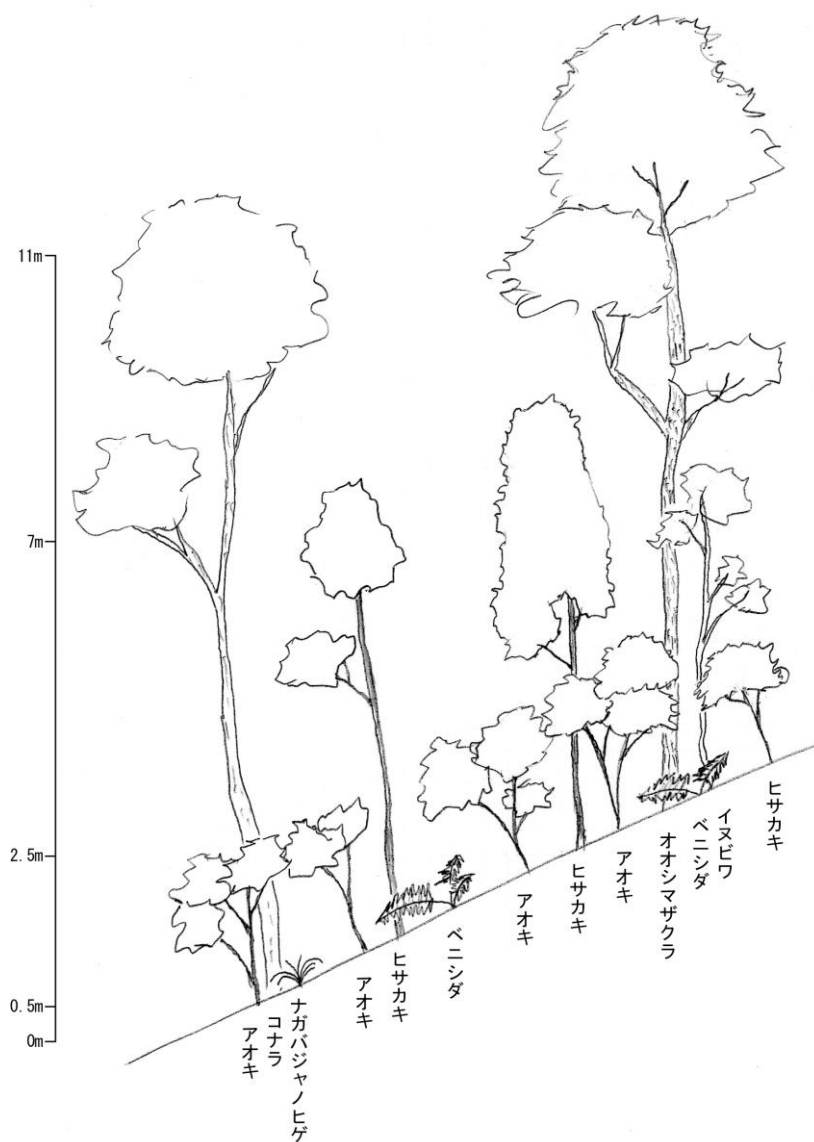 11m
7m
2.5m
0.5m
0m
アオキ
コナラ
ナガバジャノヒゲ
アオキ
ヒサカキ
ベニシダ
アオキ
ヒサカキ
アオキ
オオシマザクラ
ベニシダ
イヌビワ
ヒサカキ